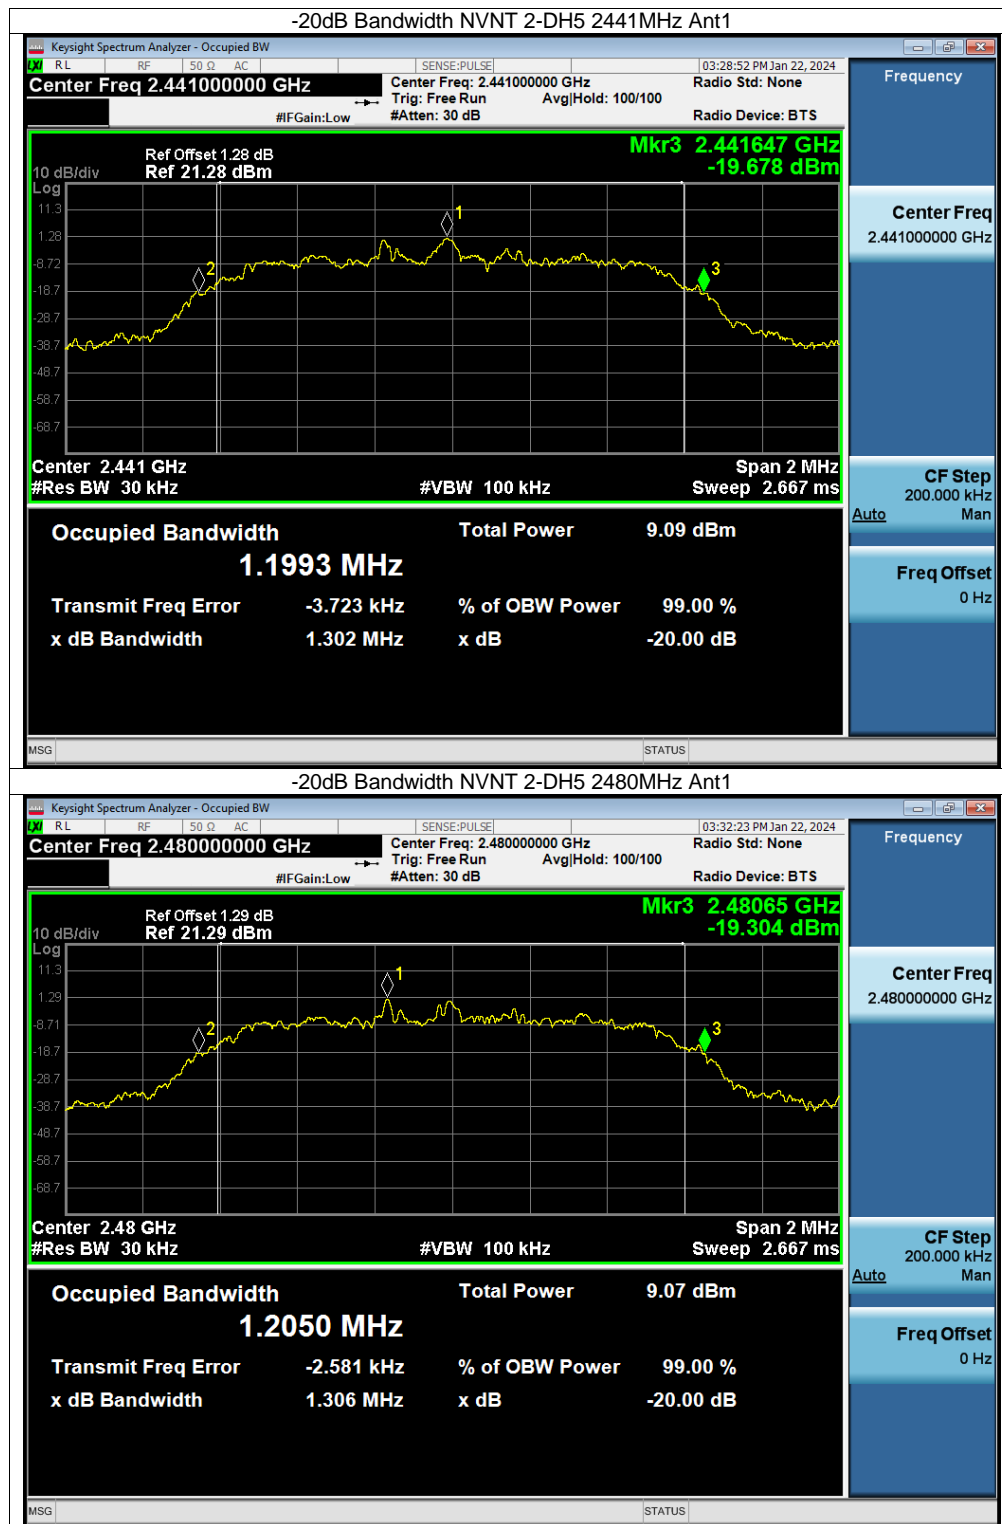 -20dB Bandwidth NVNT 2-DH5 2441MHz Ant1
Keysight Spectrum Analyzer - Occupied BW
LXI RL RF 50 Ω AC SENSE:PULSE 03:28:52 PM Jan 22, 2024
Center Freq 2.441000000 GHz
Center Freq: 2.441000000 GHz Radio Std: None
Trig: Free Run Avg|Hold: 100/100
#IFGain:Low #Atten: 30 dB Radio Device: BTS
Frequency
Mkr3 2.441647 GHz
-19.678 dBm
Ref Offset 1.28 dB
10 dB/div Ref 21.28 dBm
Log
11.3
1.28
-8.72
-18.7
-28.7
-38.7
-48.7
-58.7
-68.7
1
2
3
Center Freq
2.441000000 GHz
Center 2.441 GHz Span 2 MHz
#Res BW 30 kHz #VBW 100 kHz Sweep 2.667 ms
CF Step
200.000 kHz
Auto Man
Occupied Bandwidth Total Power 9.09 dBm
1.1993 MHz
Transmit Freq Error -3.723 kHz % of OBW Power 99.00 %
x dB Bandwidth 1.302 MHz x dB -20.00 dB
Freq Offset
0 Hz
MSG STATUS
-20dB Bandwidth NVNT 2-DH5 2480MHz Ant1
Keysight Spectrum Analyzer - Occupied BW
LXI RL RF 50 Ω AC SENSE:PULSE 03:32:23 PM Jan 22, 2024
Center Freq 2.480000000 GHz
Center Freq: 2.480000000 GHz Radio Std: None
Trig: Free Run Avg|Hold: 100/100
#IFGain:Low #Atten: 30 dB Radio Device: BTS
Frequency
Mkr3 2.48065 GHz
-19.304 dBm
Ref Offset 1.29 dB
10 dB/div Ref 21.29 dBm
Log
11.3
1.29
-8.71
-18.7
-28.7
-38.7
-48.7
-58.7
-68.7
1
2
3
Center Freq
2.480000000 GHz
Center 2.48 GHz Span 2 MHz
#Res BW 30 kHz #VBW 100 kHz Sweep 2.667 ms
CF Step
200.000 kHz
Auto Man
Occupied Bandwidth Total Power 9.07 dBm
1.2050 MHz
Transmit Freq Error -2.581 kHz % of OBW Power 99.00 %
x dB Bandwidth 1.306 MHz x dB -20.00 dB
Freq Offset
0 Hz
MSG STATUS